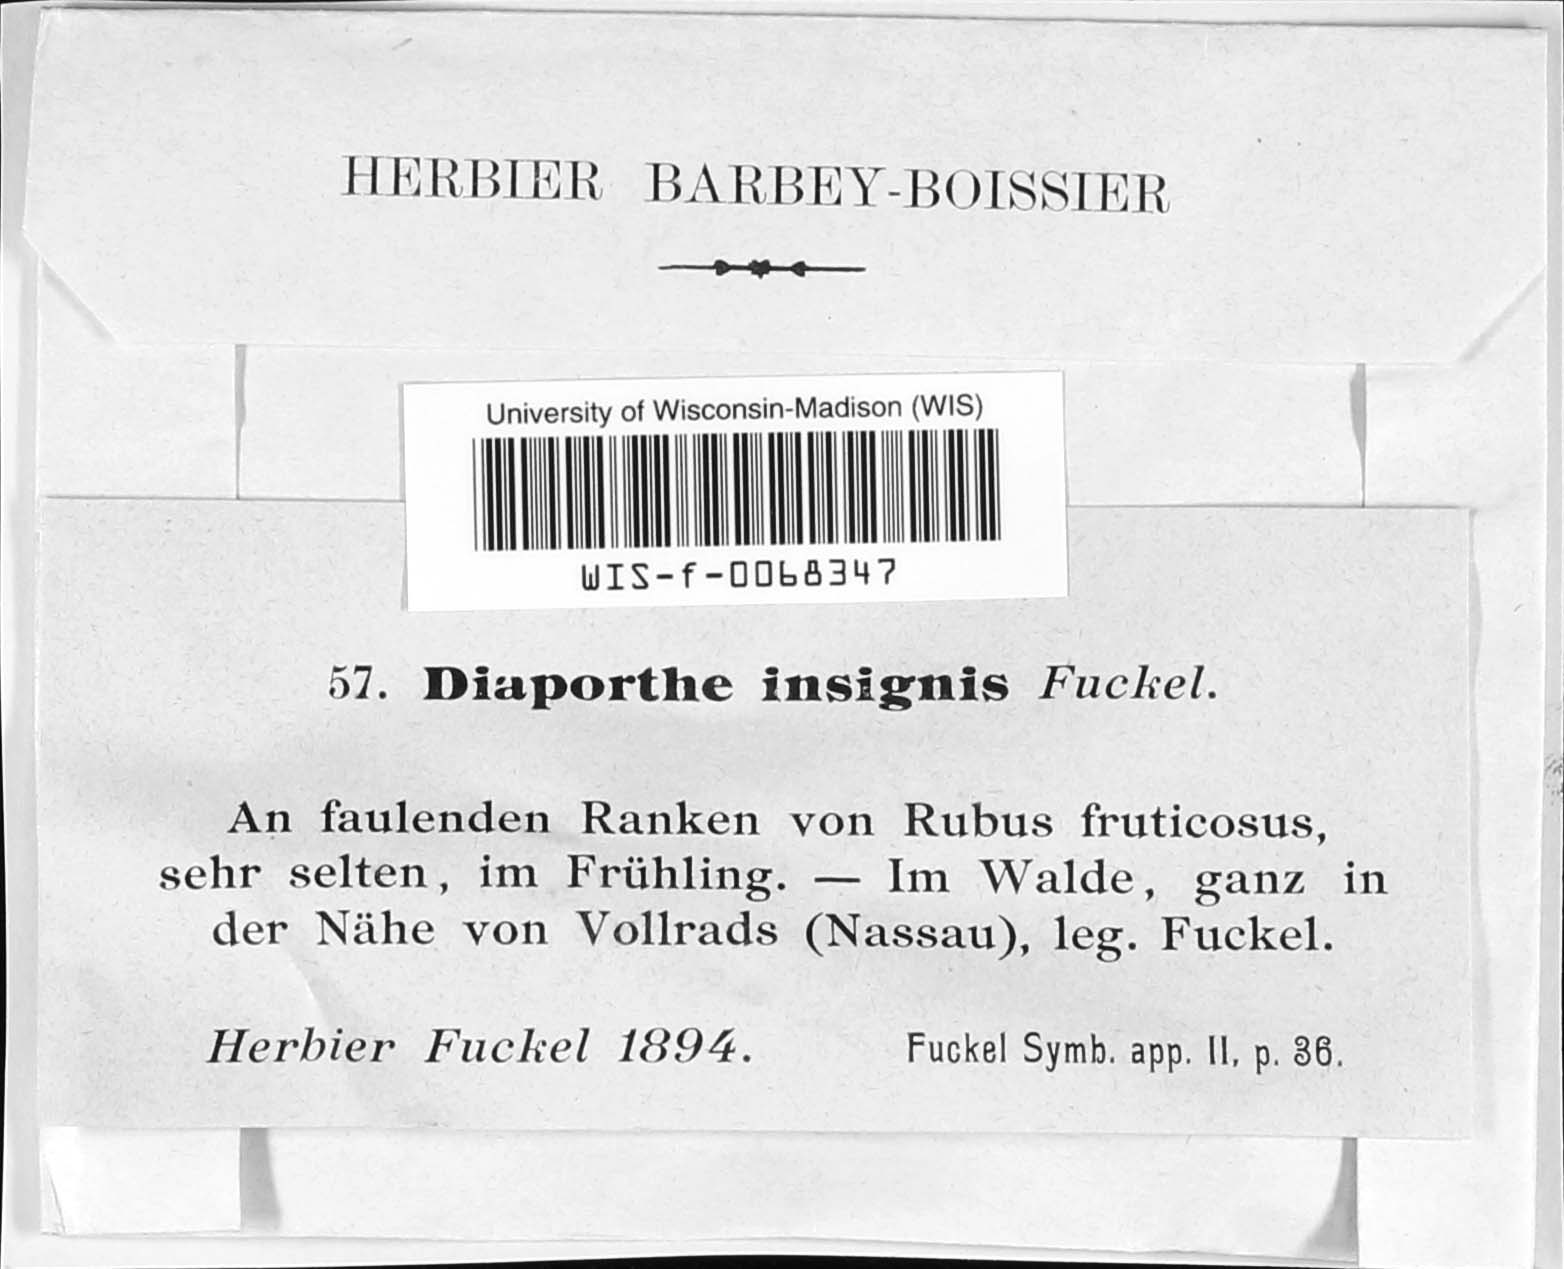 HERBIER BARBEY-BOISSIER
University of Wisconsin-Madison (WIS)
WIS-f-0068347
57. Diaporthe insignis Fuckel.
An faulenden Ranken von Rubus fruticosus,
sehr selten, im Frühling. — Im Walde, ganz in
der Nähe von Vollrads (Nassau), leg. Fuckel.
Herbier Fuckel 1894. Fuckel Symb. app. II, p. 36.